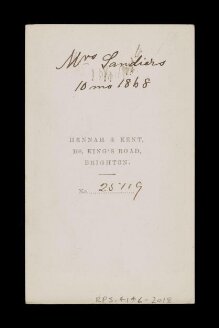 Mrs Sandiers
10 mo 1868
HENNAH & KENT,
108, KING'S ROAD,
BRIGHTON.
No. 25119
RPS.4146-2018